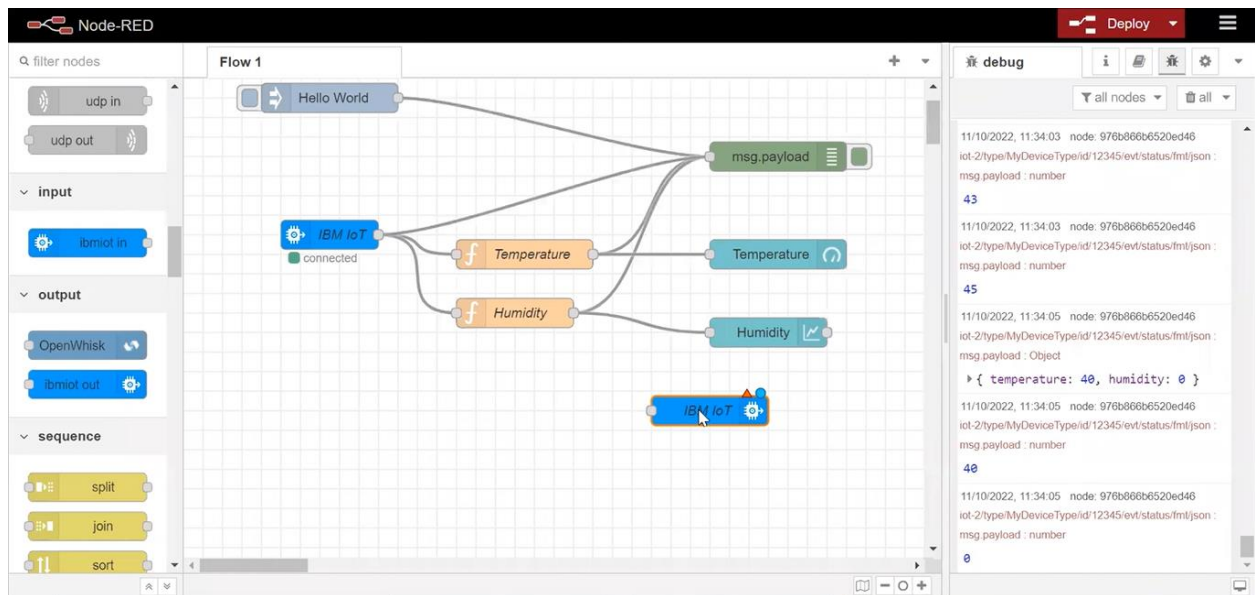 Node-RED
Deploy
filter nodes
udp in
udp out
input
ibmiot in
output
OpenWhisk
ibmiot out
sequence
split
join
sort
Flow 1
Hello World
msg.payload
IBM IoT
connected
Temperature
Temperature
Humidity
Humidity
IBM IoT
debug
i
all nodes
all
11/10/2022, 11:34:03 node: 976b866b6520ed46
iot-2/type/MyDeviceType/id/12345/evt/status/fmt/json :
msg.payload : number
43
11/10/2022, 11:34:03 node: 976b866b6520ed46
iot-2/type/MyDeviceType/id/12345/evt/status/fmt/json :
msg.payload : number
45
11/10/2022, 11:34:05 node: 976b866b6520ed46
iot-2/type/MyDeviceType/id/12345/evt/status/fmt/json :
msg.payload : Object
{ temperature: 40, humidity: 0 }
11/10/2022, 11:34:05 node: 976b866b6520ed46
iot-2/type/MyDeviceType/id/12345/evt/status/fmt/json :
msg.payload : number
40
11/10/2022, 11:34:05 node: 976b866b6520ed46
iot-2/type/MyDeviceType/id/12345/evt/status/fmt/json :
msg.payload : number
0